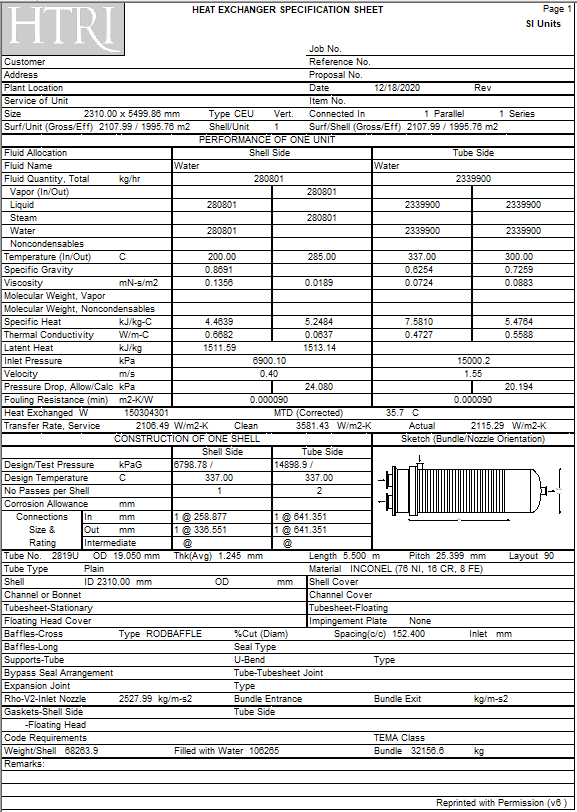 HTRI
HEAT EXCHANGER SPECIFICATION SHEET Page 1
SI Units
Job No.
Customer Reference No.
Address Proposal No.
Plant Location Date 12/18/2020 Rev
Service of Unit Item No.
Size 2310.00 x 5499.86 mm Type CEU Vert. Connected In 1 Parallel 1 Series
Surf/Unit (Gross/Eff) 2107.99 / 1995.76 m2 Shell/Unit 1 Surf/Shell (Gross/Eff) 2107.99 / 1995.76 m2
PERFORMANCE OF ONE UNIT
Fluid Allocation Shell Side Tube Side
Fluid Name Water Water
Fluid Quantity, Total kg/hr 280801 2339900
Vapor (In/Out) 280801
Liquid 280801 2339900 2339900
Steam 280801
Water 280801 2339900 2339900
Noncondensables
Temperature (In/Out) C 200.00 285.00 337.00 300.00
Specific Gravity 0.8691 0.6254 0.7259
Viscosity mN-s/m2 0.1356 0.0189 0.0724 0.0883
Molecular Weight, Vapor
Molecular Weight, Noncondensables
Specific Heat kJ/kg-C 4.4639 5.2484 7.5810 5.4764
Thermal Conductivity W/m-C 0.6682 0.0637 0.4727 0.5588
Latent Heat kJ/kg 1511.59 1513.14
Inlet Pressure kPa 6900.10 15000.2
Velocity m/s 0.40 1.55
Pressure Drop, Allow/Calc kPa 24.080 20.194
Fouling Resistance (min) m2-K/W 0.000090 0.000090
Heat Exchanged W 150304301 MTD (Corrected) 35.7 C
Transfer Rate, Service 2106.49 W/m2-K Clean 3581.43 W/m2-K Actual 2115.29 W/m2-K
CONSTRUCTION OF ONE SHELL Sketch (Bundle/Nozzle Orientation)
Shell Side Tube Side
Design/Test Pressure kPaG 6798.78 / 14898.9 /
Design Temperature C 337.00 337.00
No Passes per Shell 1 2
Corrosion Allowance mm
Connections In mm 1 @ 258.877 1 @ 641.351
Size & Out mm 1 @ 336.551 1 @ 641.351
Rating Intermediate @ @
Tube No. 2819U OD 19.050 mm Thk(Avg) 1.245 mm Length 5.500 m Pitch 25.399 mm Layout 90
Tube Type Plain Material INCONEL (76 NI, 16 CR, 8 FE)
Shell ID 2310.00 mm OD mm Shell Cover
Channel or Bonnet Channel Cover
Tubesheet-Stationary Tubesheet-Floating
Floating Head Cover Impingement Plate None
Baffles-Cross Type RODBAFFLE %Cut (Diam) Spacing(c/c) 152.400 Inlet mm
Baffles-Long Seal Type
Supports-Tube U-Bend Type
Bypass Seal Arrangement Tube-Tubesheet Joint
Expansion Joint Type
Rho-V2-Inlet Nozzle 2527.99 kg/m-s2 Bundle Entrance Bundle Exit kg/m-s2
Gaskets-Shell Side Tube Side
-Floating Head
Code Requirements TEMA Class
Weight/Shell 68263.9 Filled with Water 106265 Bundle 32156.6 kg
Remarks:
Reprinted with Permission (v6 )